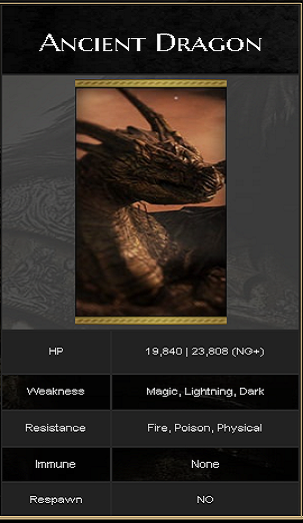 Ancient Dragon
HP 19,840 | 23,808 (NG+)
Weakness Magic, Lightning, Dark
Resistance Fire, Poison, Physical
Immune None
Respawn NO